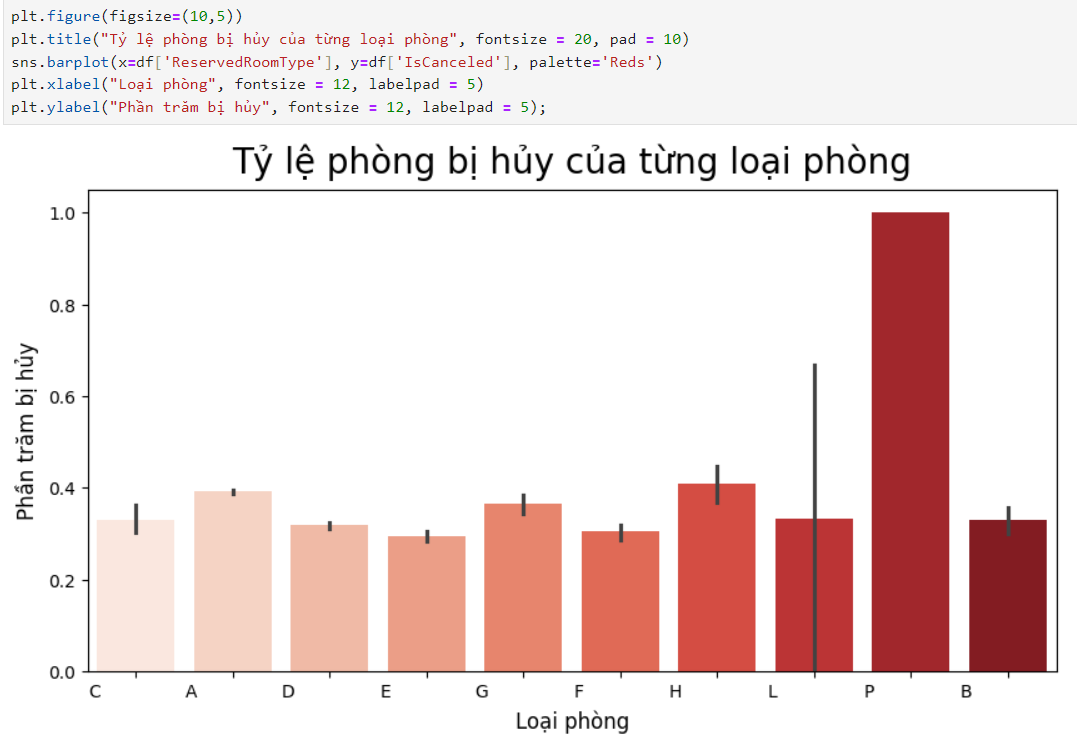 plt.figure(figsize=(10,5))
plt.title("Tỷ lệ phòng bị hủy của từng loại phòng", fontsize = 20, pad = 10)
sns.barplot(x=df['ReservedRoomType'], y=df['IsCanceled'], palette='Reds')
plt.xlabel("Loại phòng", fontsize = 12, labelpad = 5)
plt.ylabel("Phần trăm bị hủy", fontsize = 12, labelpad = 5);
Tỷ lệ phòng bị hủy của từng loại phòng
Phần trăm bị hủy
1.0
0.8
0.6
0.4
0.2
0.0
C A D E G F H L P B
Loại phòng